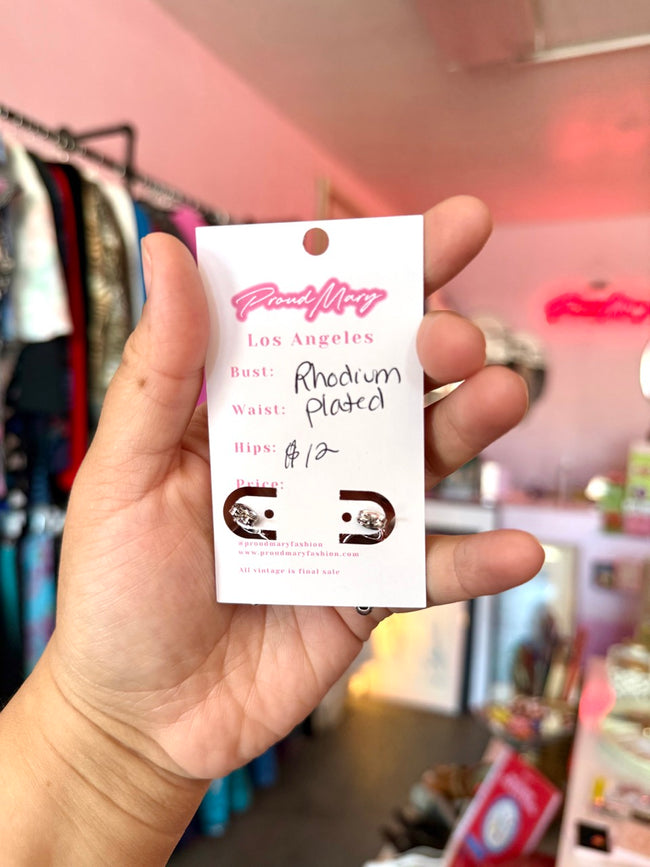 Proud Mary
Los Angeles
Bust: Rhodium
Waist: plated
Hips: $12
Price:
@proudmaryfashion
www.proudmaryfashion.com
All vintage is final sale